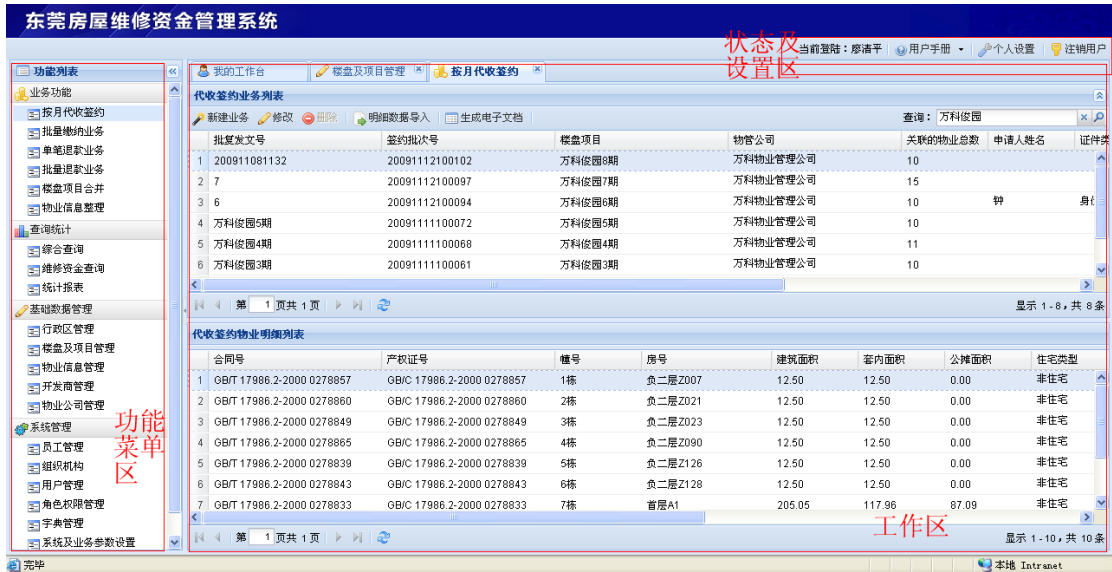 东莞房屋维修资金管理系统
状态及
设置区
当前登陆：廖清平 用户手册 个人设置 注销用户
功能列表
业务功能
按月代收签约
批量缴纳业务
单笔退款业务
批量退款业务
楼盘项目合并
物业信息整理
查询统计
综合查询
维修资金查询
统计报表
基础数据管理
行政区管理
楼盘及项目管理
物业信息管理
开发商管理
物业公司管理
系统管理
员工管理
组织机构
用户管理
角色权限管理
字典管理
系统及业务参数设置
功能
菜单
区
我的工作台 楼盘及项目管理 按月代收签约
代收签约业务列表
新建业务 修改 删除 明细数据导入 生成电子文档 查询： 万科俊园
批复发文号 签约批次号 楼盘项目 物管公司 关联的物业总数 申请人姓名 证件类
1 200911081132 20091112100102 万科俊园8期 万科物业管理公司 10
2 7 20091112100097 万科俊园7期 万科物业管理公司 15
3 6 20091112100094 万科俊园6期 万科物业管理公司 10 钟 身份
4 万科俊园5期 20091111100072 万科俊园5期 万科物业管理公司 10
5 万科俊园4期 20091111100068 万科俊园4期 万科物业管理公司 11
6 万科俊园3期 20091111100061 万科俊园3期 万科物业管理公司 10
第 1 页共 1 页 显示 1-8，共 8 条
代收签约物业明细列表
合同号 产权证号 幢号 房号 建筑面积 套内面积 公摊面积 住宅类型
1 GB/T 17986.2-2000 0278857 GB/C 17986.2-2000 0278857 1栋 负二层Z007 12.50 12.50 0.00 非住宅
2 GB/T 17986.2-2000 0278860 GB/C 17986.2-2000 0278860 2栋 负二层Z021 12.50 12.50 0.00 非住宅
3 GB/T 17986.2-2000 0278849 GB/C 17986.2-2000 0278849 3栋 负二层Z023 12.50 12.50 0.00 非住宅
4 GB/T 17986.2-2000 0278865 GB/C 17986.2-2000 0278865 4栋 负二层Z090 12.50 12.50 0.00 非住宅
5 GB/T 17986.2-2000 0278839 GB/C 17986.2-2000 0278839 5栋 负二层Z126 12.50 12.50 0.00 非住宅
6 GB/T 17986.2-2000 0278843 GB/C 17986.2-2000 0278843 6栋 负二层Z128 12.50 12.50 0.00 非住宅
7 GB/T 17986.2-2000 0278833 GB/C 17986.2-2000 0278833 7栋 首层A1 205.05 117.96 87.09 非住宅
工作区
第 1 页共 1 页 显示 1-10，共 10 条
完毕 本地 Intranet